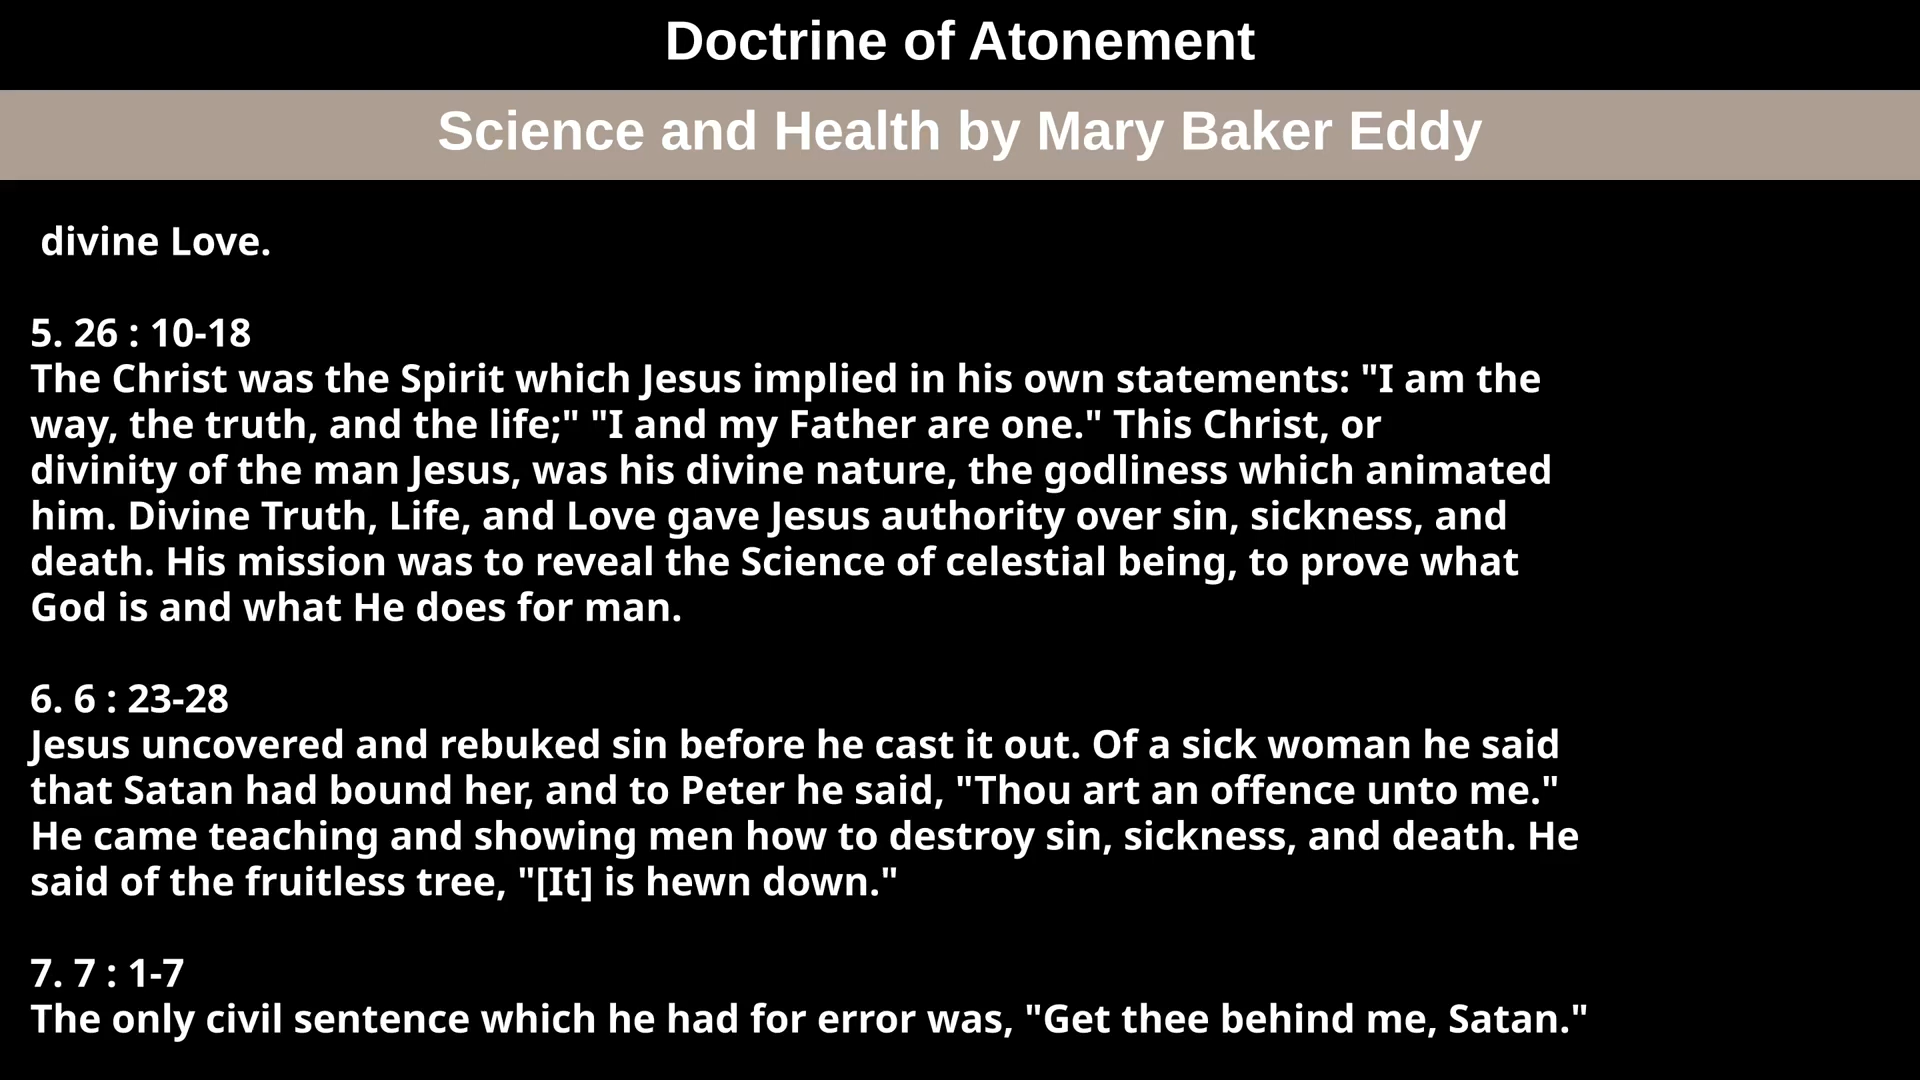 Doctrine of Atonement
Science and Health by Mary Baker Eddy
divine Love.
5. 26 : 10-18
The Christ was the Spirit which Jesus implied in his own statements: "I am the
way, the truth, and the life;" "I and my Father are one." This Christ, or
divinity of the man Jesus, was his divine nature, the godliness which animated
him. Divine Truth, Life, and Love gave Jesus authority over sin, sickness, and
death. His mission was to reveal the Science of celestial being, to prove what
God is and what He does for man.
6. 6 : 23-28
Jesus uncovered and rebuked sin before he cast it out. Of a sick woman he said
that Satan had bound her, and to Peter he said, "Thou art an offence unto me."
He came teaching and showing men how to destroy sin, sickness, and death. He
said of the fruitless tree, "[It] is hewn down."
7. 7 : 1-7
The only civil sentence which he had for error was, "Get thee behind me, Satan."